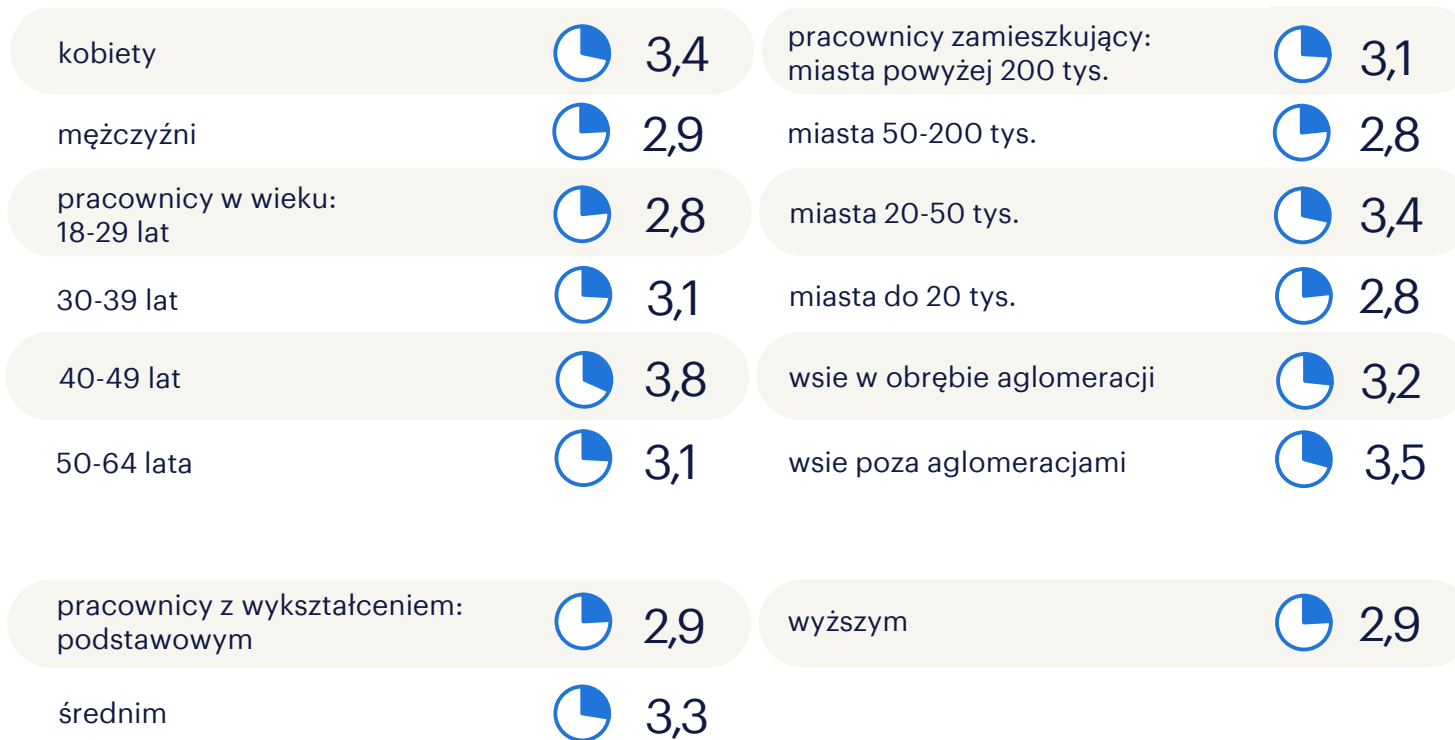 kobiety 3,4
mężczyźni 2,9
pracownicy w wieku:
18-29 lat 2,8
30-39 lat 3,1
40-49 lat 3,8
50-64 lata 3,1
pracownicy zamieszkujący:
miasta powyżej 200 tys. 3,1
miasta 50-200 tys. 2,8
miasta 20-50 tys. 3,4
miasta do 20 tys. 2,8
wsie w obrębie aglomeracji 3,2
wsie poza aglomeracjami 3,5
pracownicy z wykształceniem:
podstawowym 2,9
średnim 3,3
wyższym 2,9